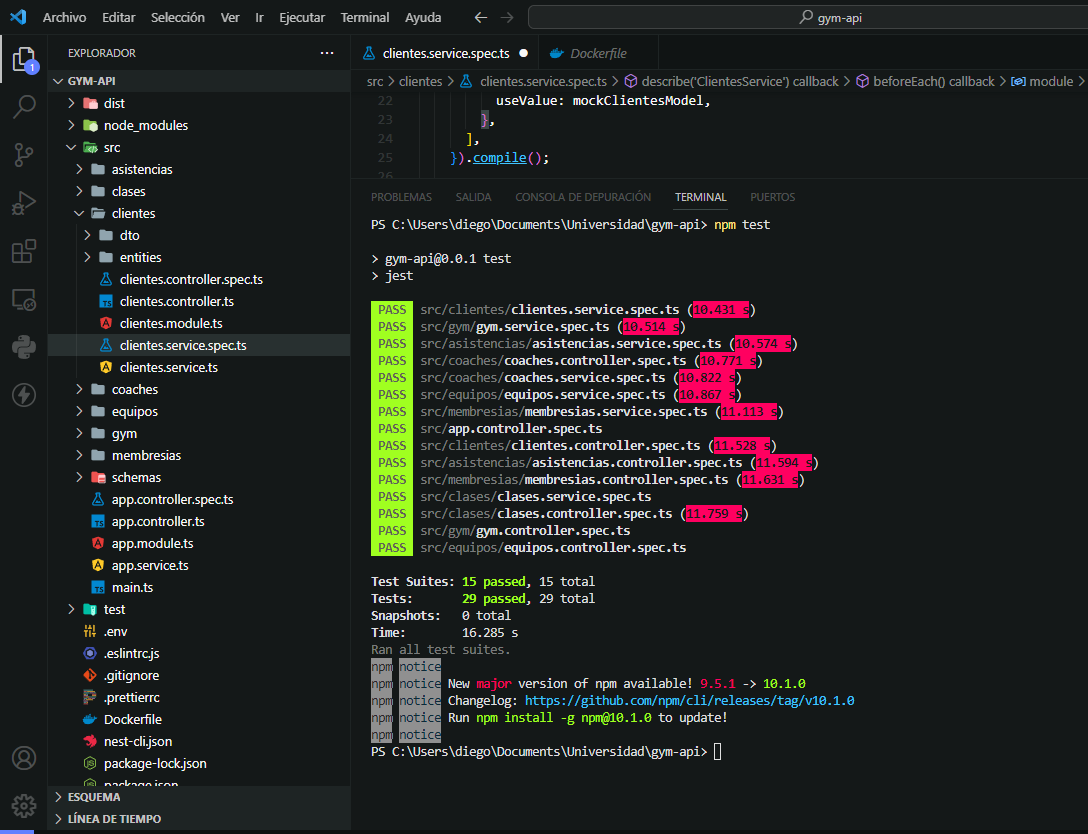 Archivo Editar Selección Ver Ir Ejecutar Terminal Ayuda gym-api
EXPLORADOR
GYM-API
dist
node_modules
src
asistencias
clases
clientes
dto
entities
clientes.controller.spec.ts
clientes.controller.ts
clientes.module.ts
clientes.service.spec.ts
clientes.service.ts
coaches
equipos
gym
membresias
schemas
app.controller.spec.ts
app.controller.ts
app.module.ts
app.service.ts
main.ts
test
.env
.eslintrc.js
.gitignore
.prettierrc
Dockerfile
nest-cli.json
package-lock.json
package.json
ESQUEMA
LÍNEA DE TIEMPO
1
clientes.service.spec.ts Dockerfile
src > clientes > clientes.service.spec.ts > describe('ClientesService') callback > beforeEach() callback > module >
22 useValue: mockClientesModel,
23 },
24 ],
25 }).compile();
26
PROBLEMAS SALIDA CONSOLA DE DEPURACIÓN TERMINAL PUERTOS
PS C:\Users\diego\Documents\Universidad\gym-api> npm test
> gym-api@0.0.1 test
> jest
PASS src/clientes/clientes.service.spec.ts (10.431 s)
PASS src/gym/gym.service.spec.ts (10.514 s)
PASS src/asistencias/asistencias.service.spec.ts (10.574 s)
PASS src/coaches/coaches.controller.spec.ts (10.771 s)
PASS src/coaches/coaches.service.spec.ts (10.822 s)
PASS src/equipos/equipos.service.spec.ts (10.867 s)
PASS src/membresias/membresias.service.spec.ts (11.113 s)
PASS src/app.controller.spec.ts
PASS src/clientes/clientes.controller.spec.ts (11.528 s)
PASS src/asistencias/asistencias.controller.spec.ts (11.594 s)
PASS src/membresias/membresias.controller.spec.ts (11.631 s)
PASS src/clases/clases.service.spec.ts
PASS src/clases/clases.controller.spec.ts (11.759 s)
PASS src/gym/gym.controller.spec.ts
PASS src/equipos/equipos.controller.spec.ts
Test Suites: 15 passed, 15 total
Tests: 29 passed, 29 total
Snapshots: 0 total
Time: 16.285 s
Ran all test suites.
npm notice
npm notice New major version of npm available! 9.5.1 -> 10.1.0
npm notice Changelog: https://github.com/npm/cli/releases/tag/v10.1.0
npm notice Run npm install -g npm@10.1.0 to update!
npm notice
PS C:\Users\diego\Documents\Universidad\gym-api>